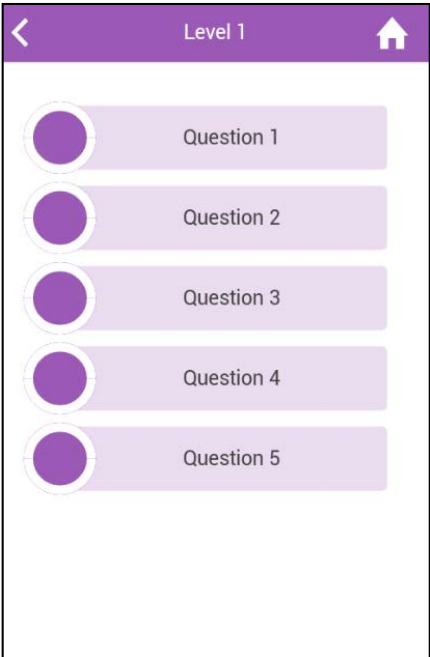 Level 1
Question 1
Question 2
Question 3
Question 4
Question 5